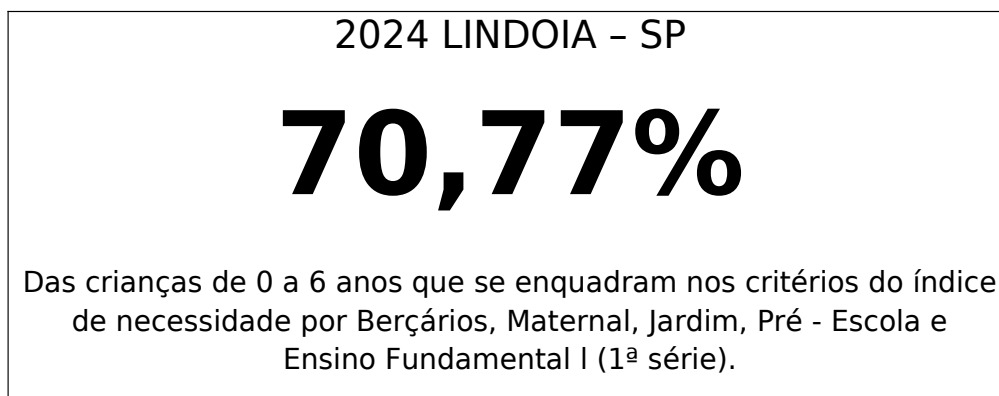 2024 LINDOIA – SP
70,77%
Das crianças de 0 a 6 anos que se enquadram nos critérios do índice
de necessidade por Berçários, Maternal, Jardim, Pré - Escola e
Ensino Fundamental l (1ª série).